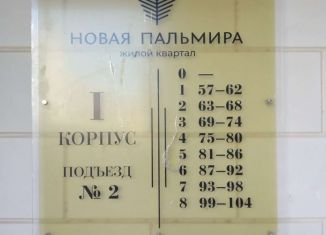 НОВАЯ ПАЛЬМИРА
ЖИЛОЙ КВАРТАЛ
I
КОРПУС
ПОДЪЕЗД
№ 2
0 —
1 57–62
2 63–68
3 69–74
4 75–80
5 81–86
6 87–92
7 93–98
8 99–104